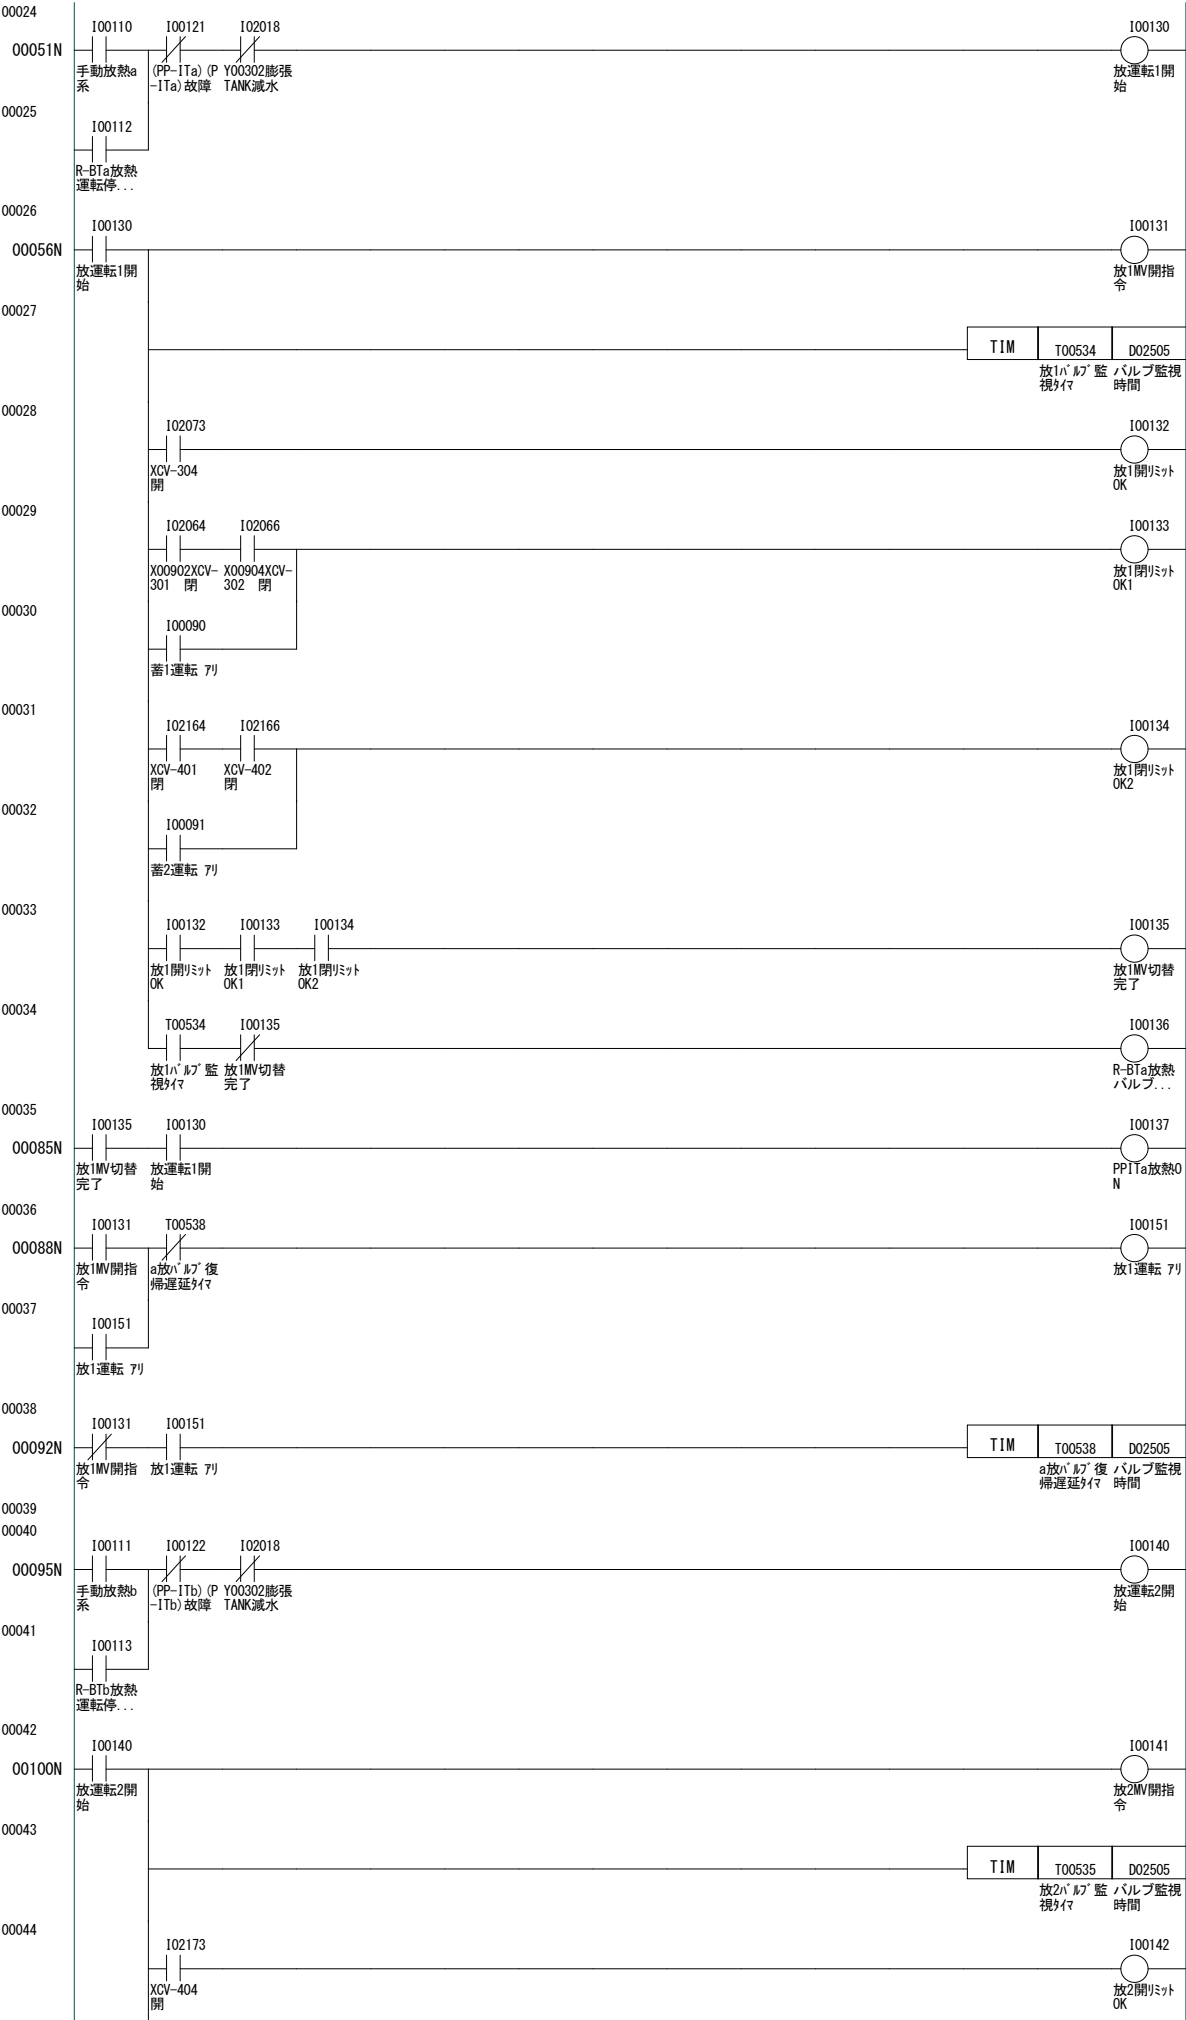 00024
I00110 I00121 I02018 I00130
00051N
手動放熱a (PP-ITa)(P Y00302膨張 放運転1開
系 -ITa)故障 TANK減水 始
00025
I00112
R-BTa放熱
運転停...
00026
I00130 I00131
00056N
放運転1開 放1MV開指
始 令
00027
TIM T00534 D02505
放1ﾊﾞﾙﾌﾞ監 バルブ監視
視ﾀｲﾏ 時間
00028
I02073 I00132
XCV-304 放1開ﾘﾐｯﾄ
開 OK
00029
I02064 I02066 I00133
X00902XCV- X00904XCV- 放1閉ﾘﾐｯﾄ
301 閉 302 閉 OK1
00030
I00090
蓄1運転 ｱﾘ
00031
I02164 I02166 I00134
XCV-401 XCV-402 放1閉ﾘﾐｯﾄ
閉 閉 OK2
00032
I00091
蓄2運転 ｱﾘ
00033
I00132 I00133 I00134 I00135
放1開ﾘﾐｯﾄ 放1閉ﾘﾐｯﾄ 放1閉ﾘﾐｯﾄ 放1MV切替
OK OK1 OK2 完了
00034
T00534 I00135 I00136
放1ﾊﾞﾙﾌﾞ監 放1MV切替 R-BTa放熱
視ﾀｲﾏ 完了 バルブ...
00035
I00135 I00130 I00137
00085N
放1MV切替 放運転1開 PPITa放熱O
完了 始 N
00036
I00131 T00538 I00151
00088N
放1MV開指 a放ﾊﾞﾙﾌﾞ復 放1運転 ｱﾘ
令 帰遅延ﾀｲﾏ
00037
I00151
放1運転 ｱﾘ
00038
I00131 I00151
00092N TIM T00538 D02505
放1MV開指 放1運転 ｱﾘ a放ﾊﾞﾙﾌﾞ復 バルブ監視
令 帰遅延ﾀｲﾏ 時間
00039
00040
I00111 I00122 I02018 I00140
00095N
手動放熱b (PP-ITb)(P Y00302膨張 放運転2開
系 -ITb)故障 TANK減水 始
00041
I00113
R-BTb放熱
運転停...
00042
I00140 I00141
00100N
放運転2開 放2MV開指
始 令
00043
TIM T00535 D02505
放2ﾊﾞﾙﾌﾞ監 バルブ監視
視ﾀｲﾏ 時間
00044
I02173 I00142
XCV-404 放2開ﾘﾐｯﾄ
開 OK